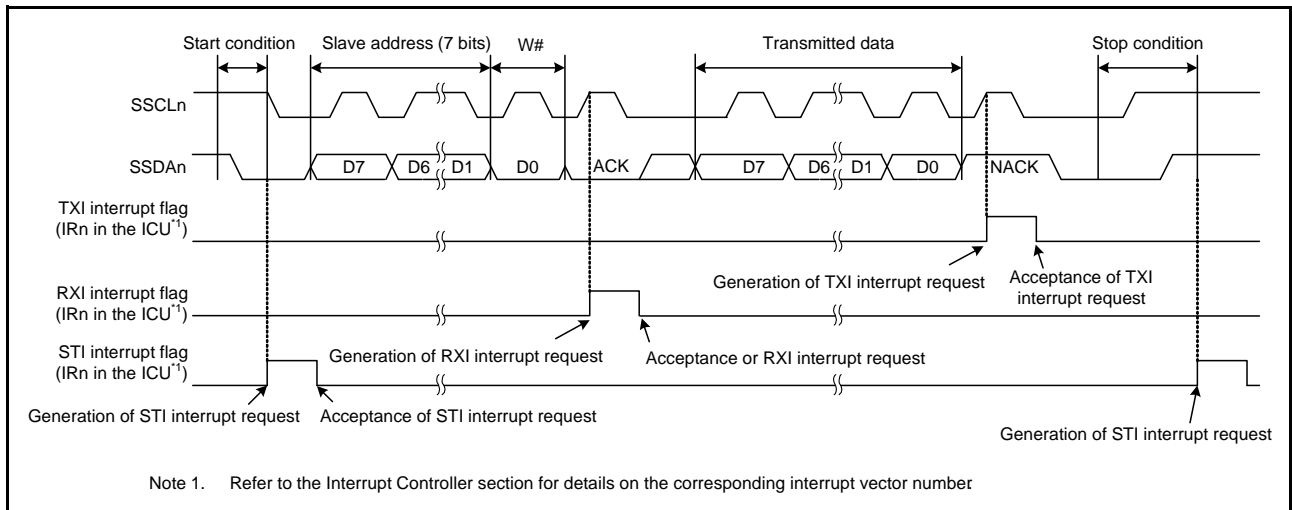 Start condition
Slave address (7 bits)
W#
Transmitted data
Stop condition
SSCLn
SSDAn
D7
D6
D1
D0
ACK
D7
D6
D1
D0
NACK
TXI interrupt flag
(IRn in the ICU*1)
Generation of TXI interrupt request
Acceptance of TXI
interrupt request
RXI interrupt flag
(IRn in the ICU*1)
Generation of RXI interrupt request
Acceptance or RXI interrupt request
STI interrupt flag
(IRn in the ICU*1)
Generation of STI interrupt request
Acceptance of STI interrupt request
Generation of STI interrupt request
Note 1. Refer to the Interrupt Controller section for details on the corresponding interrupt vector number.